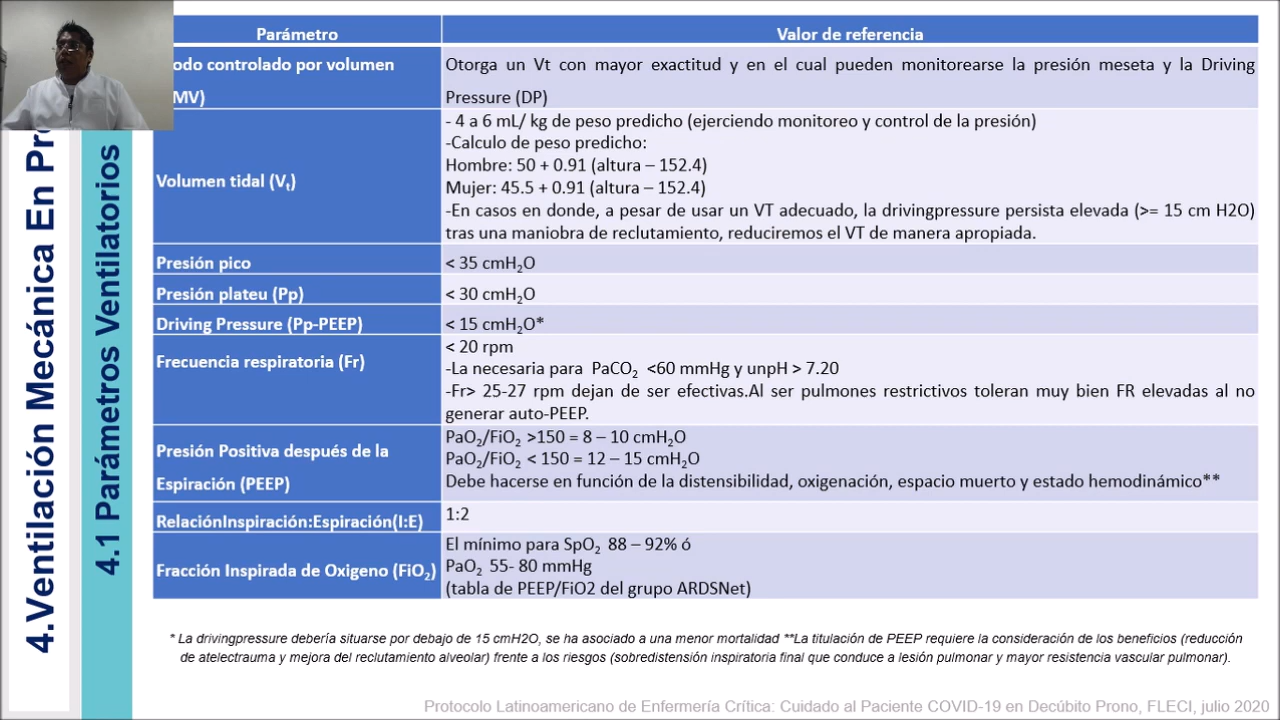 Parámetro
Valor de referencia
odo controlado por volumen
MV)
Otorga un Vt con mayor exactitud y en el cual pueden monitorearse la presión meseta y la Driving
Pressure (DP)
Volumen tidal (Vt)
- 4 a 6 mL/ kg de peso predicho (ejerciendo monitoreo y control de la presión)
-Calculo de peso predicho:
Hombre: 50 + 0.91 (altura – 152.4)
Mujer: 45.5 + 0.91 (altura – 152.4)
-En casos en donde, a pesar de usar un VT adecuado, la drivingpressure persista elevada (>= 15 cm H2O)
tras una maniobra de reclutamiento, reduciremos el VT de manera apropiada.
Presión pico
< 35 cmH2O
Presión plateu (Pp)
< 30 cmH2O
Driving Pressure (Pp-PEEP)
< 15 cmH2O*
Frecuencia respiratoria (Fr)
< 20 rpm
-La necesaria para PaCO2 <60 mmHg y unpH > 7.20
-Fr> 25-27 rpm dejan de ser efectivas.Al ser pulmones restrictivos toleran muy bien FR elevadas al no
generar auto-PEEP.
Presión Positiva después de la
Espiración (PEEP)
PaO2/FiO2 >150 = 8 – 10 cmH2O
PaO2/FiO2 < 150 = 12 – 15 cmH2O
Debe hacerse en función de la distensibilidad, oxigenación, espacio muerto y estado hemodinámico**
RelaciónInspiración:Espiración(I:E)
1:2
Fracción Inspirada de Oxigeno (FiO2)
El mínimo para SpO2 88 – 92% ó
PaO2 55- 80 mmHg
(tabla de PEEP/FiO2 del grupo ARDSNet)
* La drivingpressure debería situarse por debajo de 15 cmH2O, se ha asociado a una menor mortalidad **La titulación de PEEP requiere la consideración de los beneficios (reducción
de atelectrauma y mejora del reclutamiento alveolar) frente a los riesgos (sobredistensión inspiratoria final que conduce a lesión pulmonar y mayor resistencia vascular pulmonar).
Protocolo Latinoamericano de Enfermería Crítica: Cuidado al Paciente COVID-19 en Decúbito Prono, FLECI, julio 2020
4.Ventilación Mecánica En Pro
4.1 Parámetros Ventilatorios